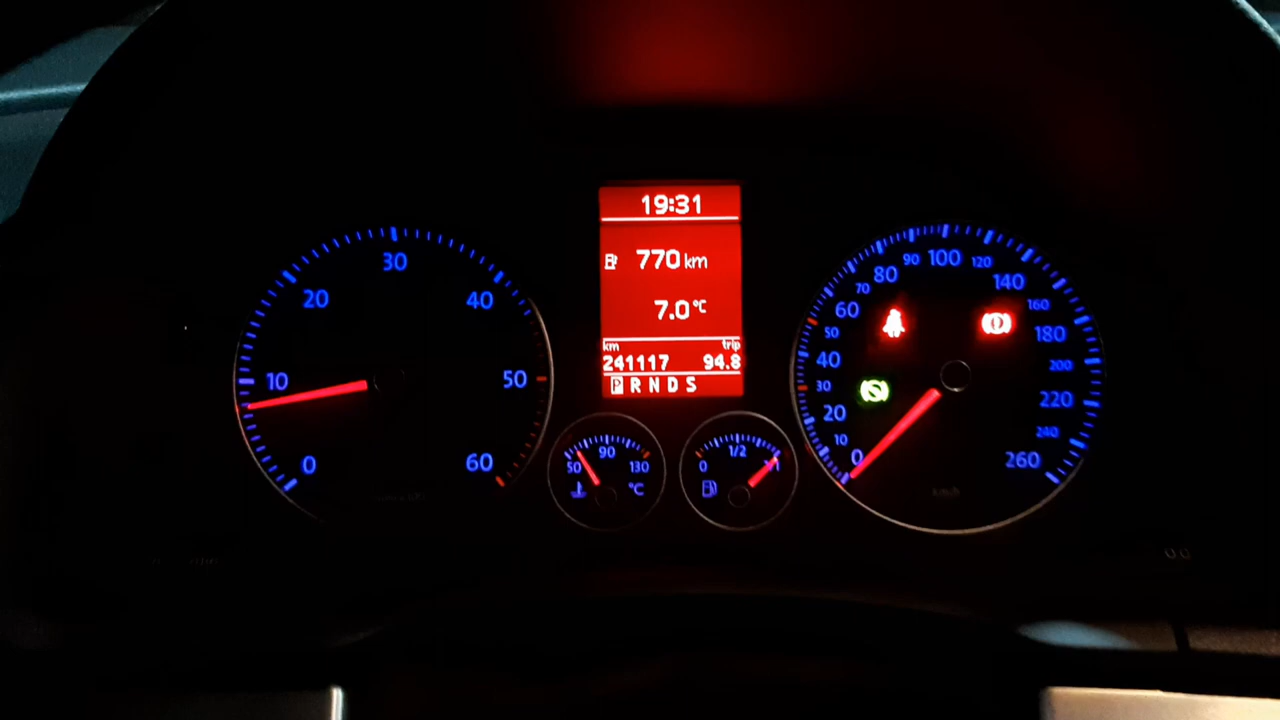 19:31
770 km
7.0°C
km trip
241117 94.8
P R N D S
0 10 20 30 40 50 60
50 90 130
°C
0 1/2 1
0 10 20 30 40 50 60 70 80 90 100 120 140 160 180 200 220 240 260
km/h